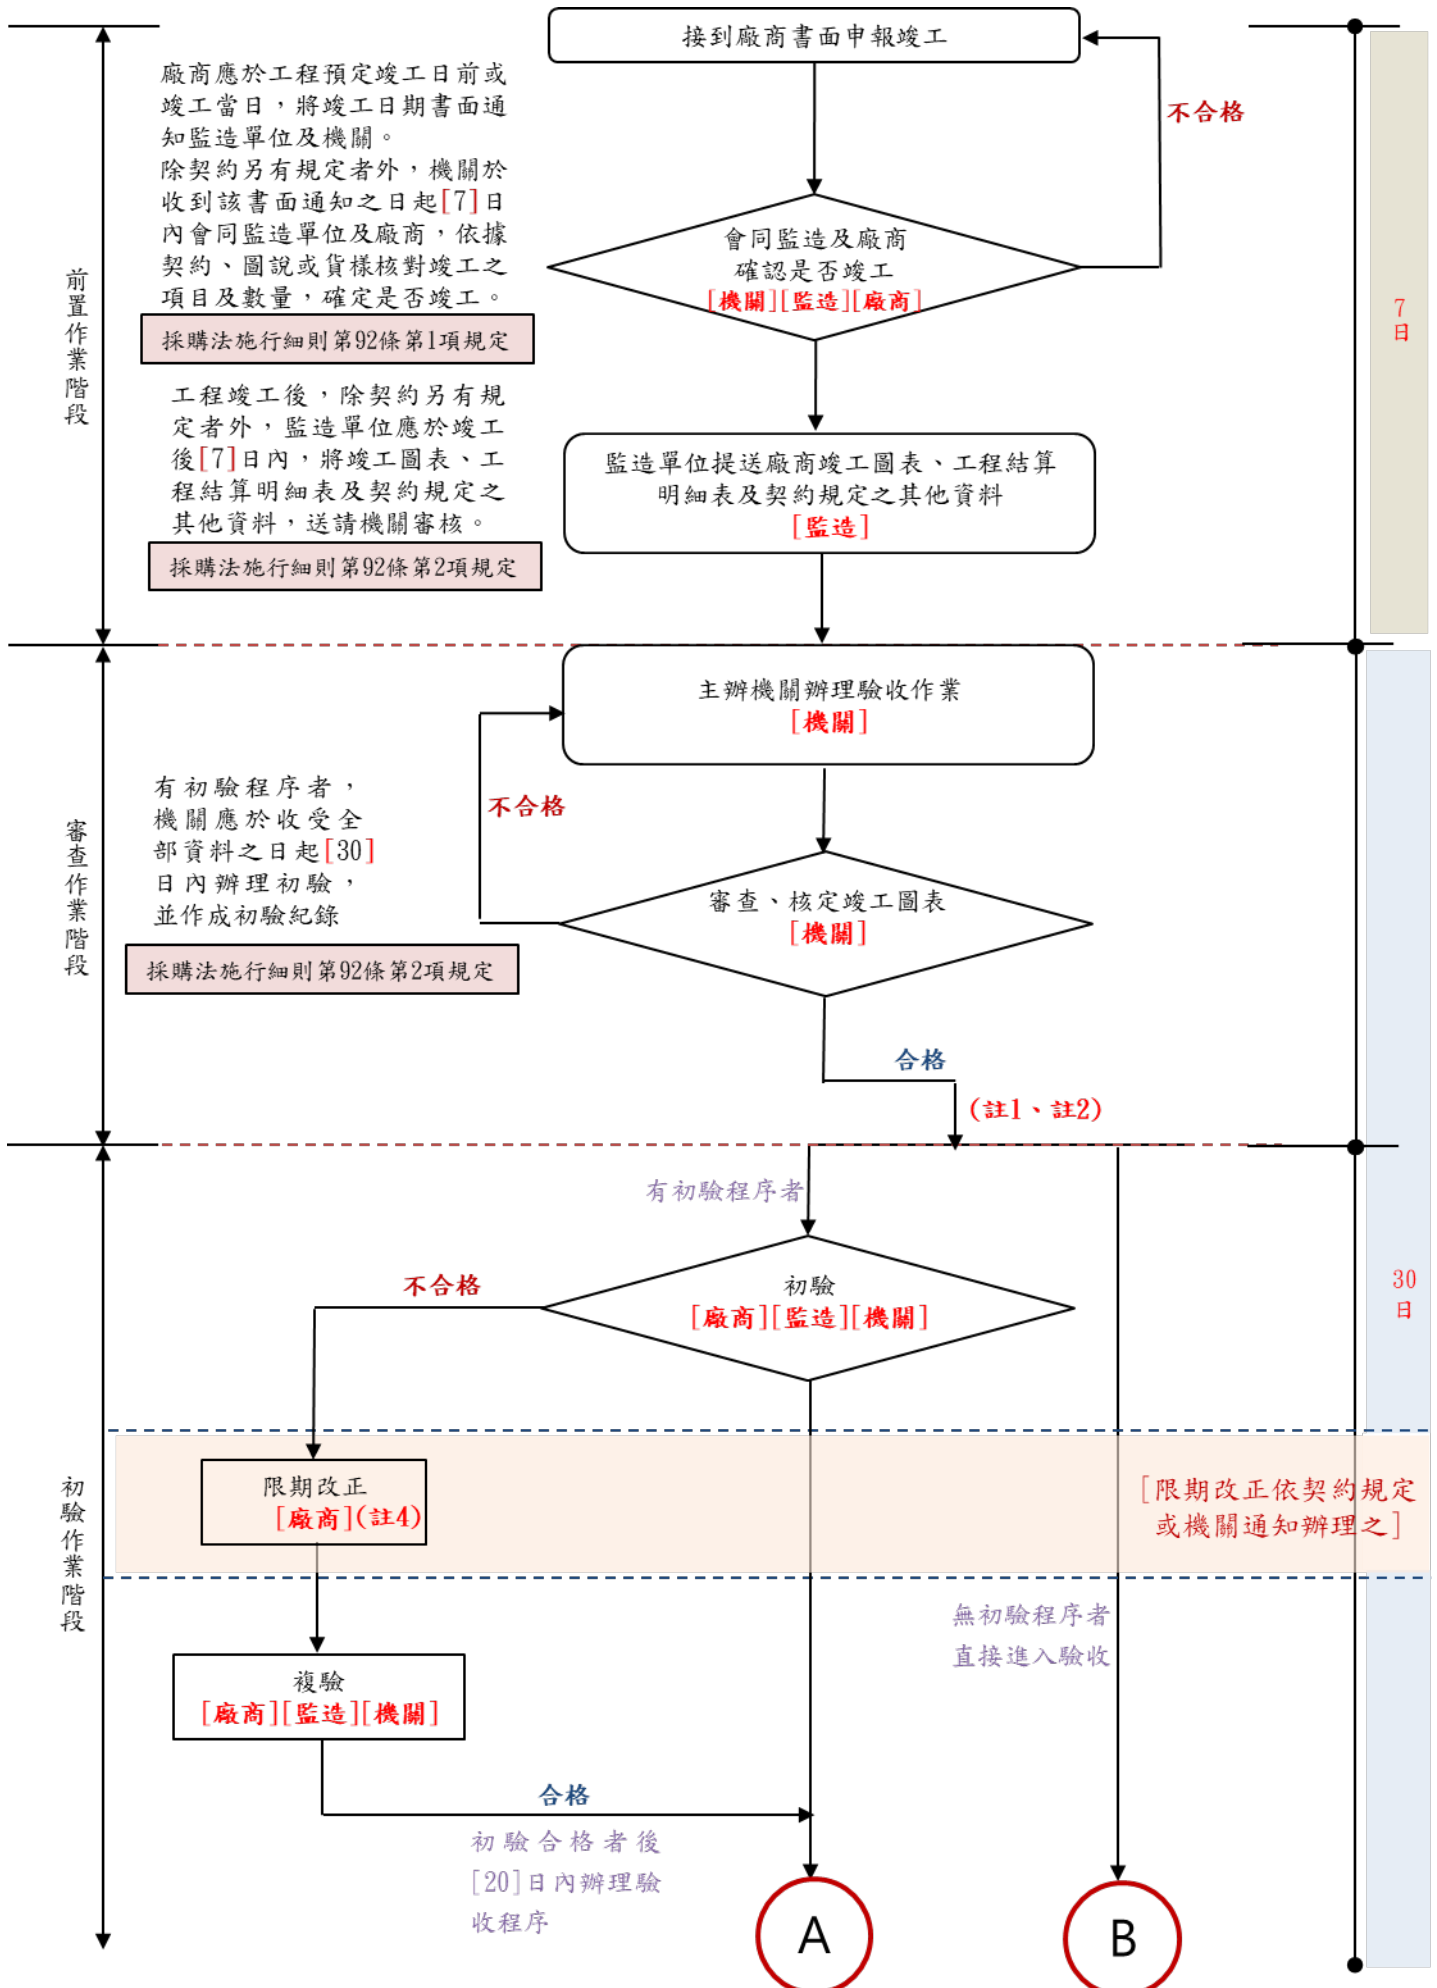 接到廠商書面申報竣工
不合格
廠商應於工程預定竣工日前或
竣工當日，將竣工日期書面通
知監造單位及機關。
除契約另有規定者外，機關於
收到該書面通知之日起[7]日
內會同監造單位及廠商，依據
契約、圖說或貨樣核對竣工之
項目及數量，確定是否竣工。
採購法施行細則第92條第1項規定
會同監造及廠商
確認是否竣工
[機關][監造][廠商]
前置作業階段
7
日
工程竣工後，除契約另有規
定者外，監造單位應於竣工
後[7]日內，將竣工圖表、工
程結算明細表及契約規定之
其他資料，送請機關審核。
採購法施行細則第92條第2項規定
監造單位提送廠商竣工圖表、工程結算
明細表及契約規定之其他資料
[監造]
主辦機關辦理驗收作業
[機關]
不合格
有初驗程序者，
機關應於收受全
部資料之日起[30]
日內辦理初驗，
並作成初驗紀錄
採購法施行細則第92條第2項規定
審查作業階段
審查、核定竣工圖表
[機關]
合格
(註1、註2)
有初驗程序者
不合格
初驗
[廠商][監造][機關]
30
日
初驗作業階段
限期改正
[廠商](註4)
[限期改正依契約規定
或機關通知辦理之]
無初驗程序者
直接進入驗收
複驗
[廠商][監造][機關]
合格
初驗合格者後
[20]日內辦理驗
收程序
A
B